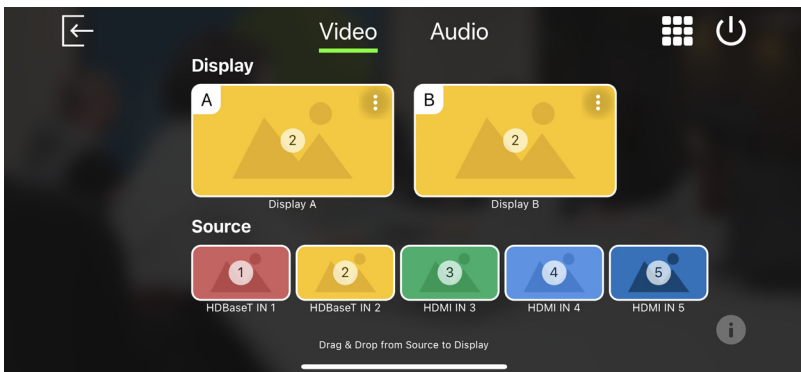 Video Audio
Display
A B
2 2
Display A Display B
Source
1 2 3 4 5
HDBaseT IN 1 HDBaseT IN 2 HDMI IN 3 HDMI IN 4 HDMI IN 5
i
Drag & Drop from Source to Display